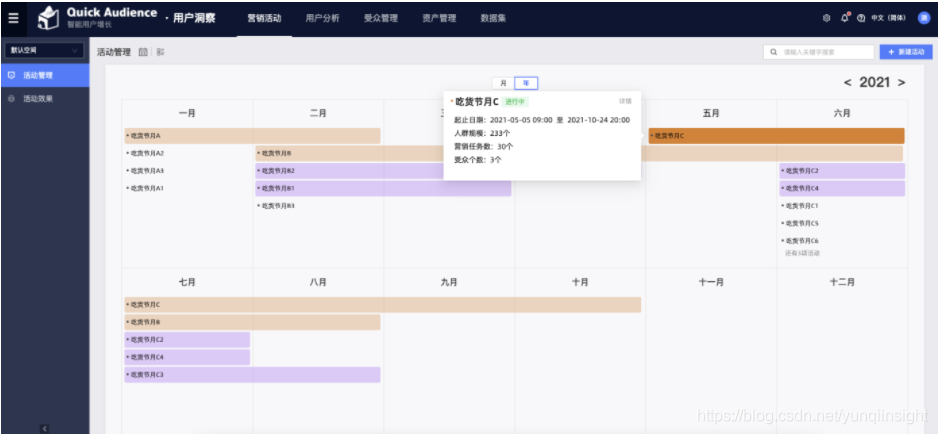 Quick Audience
智能用户增长
· 用户洞察
营销活动
用户分析
受众管理
资产管理
数据集
中文 (简体)
默认空间
活动管理
活动效果
活动管理
请输入关键字搜索
+ 新建活动
月
年
< 2021 >
一月
二月
五月
六月
• 吃货节月C 进行中 详情
起止日期: 2021-05-05 09:00 至 2021-10-24 20:00
人群规模: 233个
营销任务数: 30个
受众个数: 3个
• 吃货节月A
• 吃货节月C
• 吃货节月A2
• 吃货节月B
• 吃货节月A3
• 吃货节月B2
• 吃货节月C2
• 吃货节月A1
• 吃货节月B1
• 吃货节月C4
• 吃货节月B3
• 吃货节月C1
• 吃货节月C5
• 吃货节月C6
还有3项活动
七月
八月
九月
十月
十一月
十二月
• 吃货节月C
• 吃货节月B
• 吃货节月C2
• 吃货节月C4
• 吃货节月C3
https://blog.csdn.net/yunqiinsight